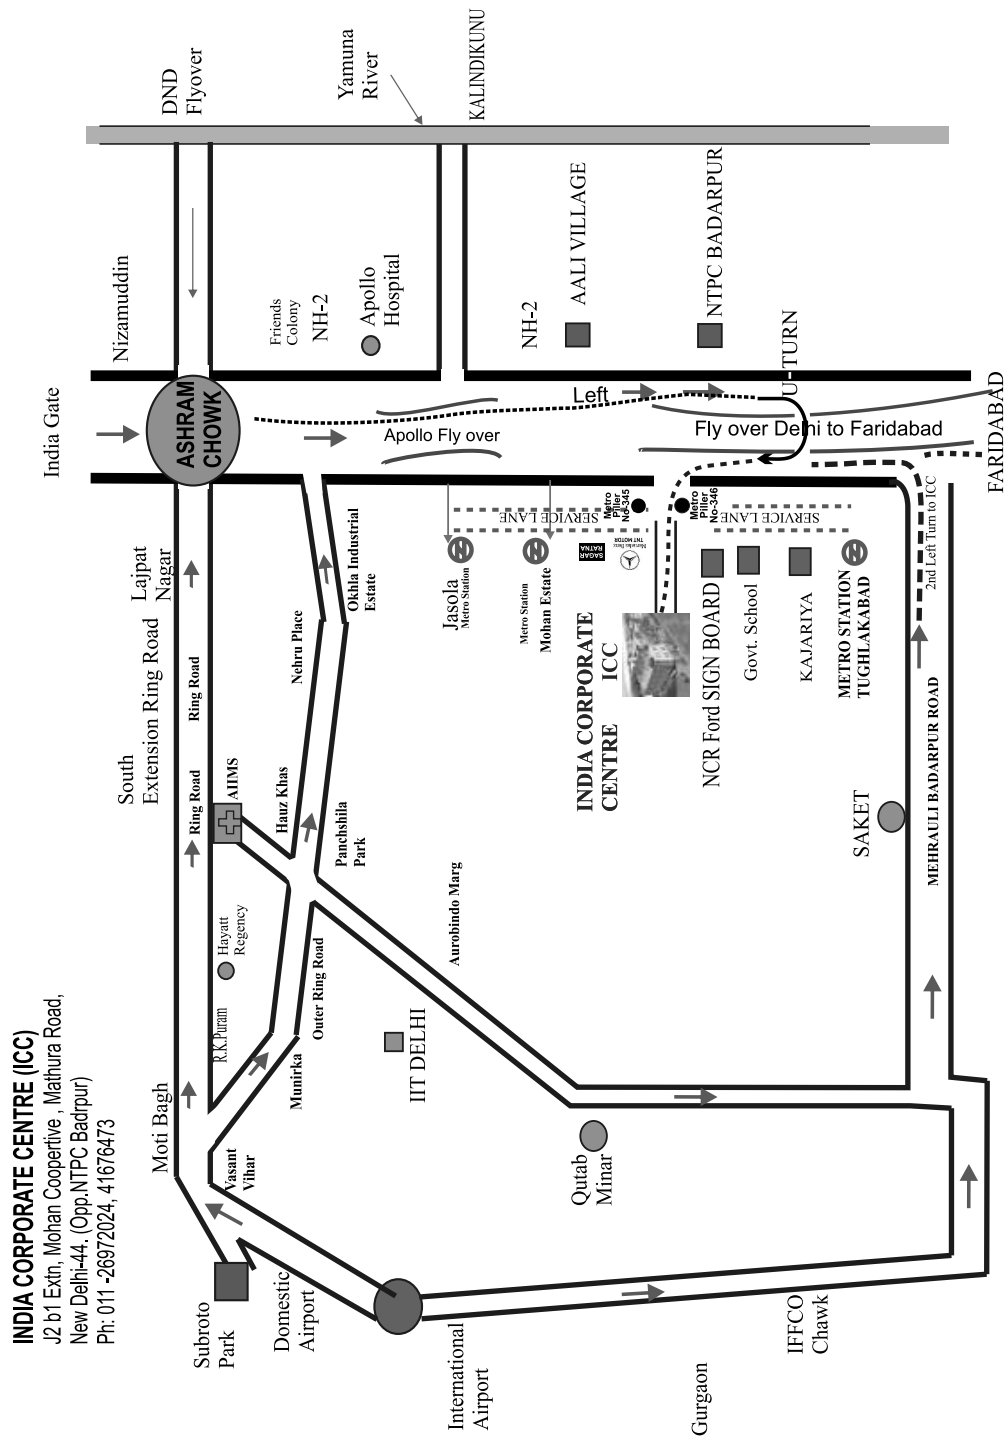 INDIA CORPORATE CENTRE (ICC)
J2 b1 Extn, Mohan Coopertive , Mathura Road,
New Delhi-44. (Opp.NTPC Badrpur)
Ph: 011 -26972024, 41676473
Subroto
Park
Domestic
Airport
International
Airport
Gurgaon
IFFCO
Chawk
Moti Bagh
Vasant
Vihar
Munirka
R.K.Puram
Hayatt
Regency
Outer Ring Road
IIT DELHI
Qutab
Minar
South
Extension Ring Road
Ring Road
Ring Road
AIIMS
Hauz Khas
Panchshila
Park
Aurobindo Marg
SAKET
MEHRAULI BADARPUR ROAD
Lajpat
Nagar
Nehru Place
Okhla Industrial
Estate
Jasola
Metro Station
Metro Station
Mohan Estate
INDIA CORPORATE
CENTRE ICC
NCR Ford SIGN BOARD
Govt. School
KAJARIYA
METRO STATION
TUGHLAKABAD
2nd Left Turn to ICC
SAGAR
RATNA
Mercedes Benz
TNT MOTOR
SERVICE LANE
SERVICE LANE
Metro
Piller
No-345
Metro
Piller
No-346
India Gate
ASHRAM
CHOWK
Apollo Fly over
Left
Fly over Delhi to Faridabad
U-TURN
FARIDABAD
Nizamuddin
Friends
Colony
NH-2
Apollo
Hospital
NH-2
AALI VILLAGE
NTPC BADARPUR
DND
Flyover
Yamuna
River
KALINDIKUNU